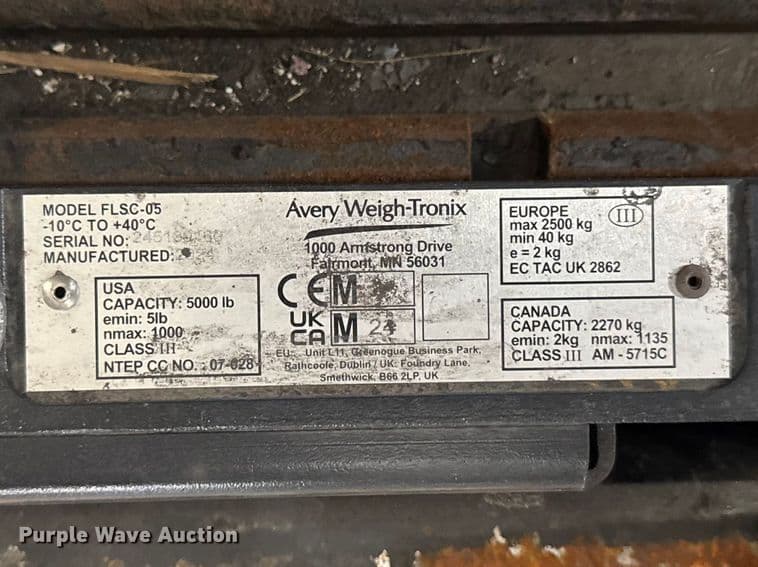 MODEL FLSC-05
-10°C TO +40°C
SERIAL NO:
MANUFACTURED:
USA
CAPACITY: 5000 lb
emin: 5lb
nmax: 1000
CLASS III
NTEP CC NO. : 07-028
Avery Weigh-Tronix
1000 Armstrong Drive
Fairmont, MN 56031
CE M
UK
CA M 24
EU: Unit L11, Greenogue Business Park,
Rathcoole, Dublin / UK: Foundry Lane,
Smethwick, B66 2LP, UK
EUROPE III
max 2500 kg
min 40 kg
e = 2 kg
EC TAC UK 2862
CANADA
CAPACITY: 2270 kg
emin: 2kg nmax: 1135
CLASS III AM - 5715C
Purple Wave Auction